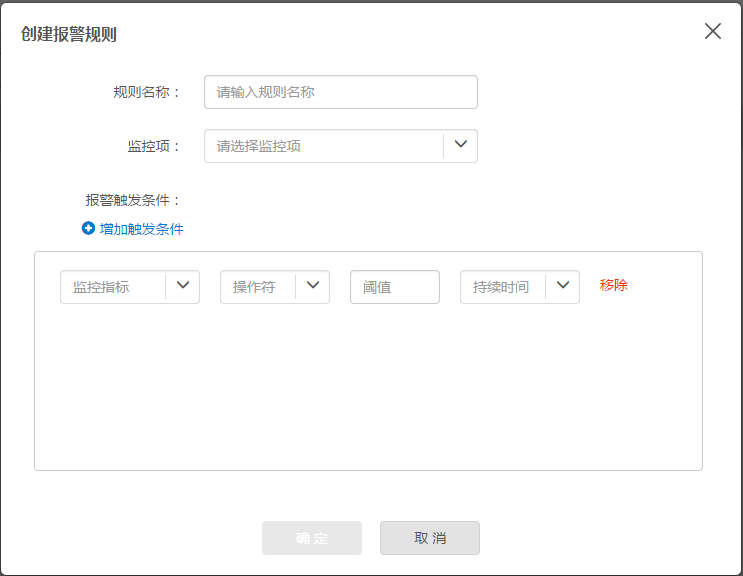 创建报警规则
规则名称：
请输入规则名称
监控项：
请选择监控项
报警触发条件：
增加触发条件
监控指标 操作符 阈值 持续时间 移除
确定 取消